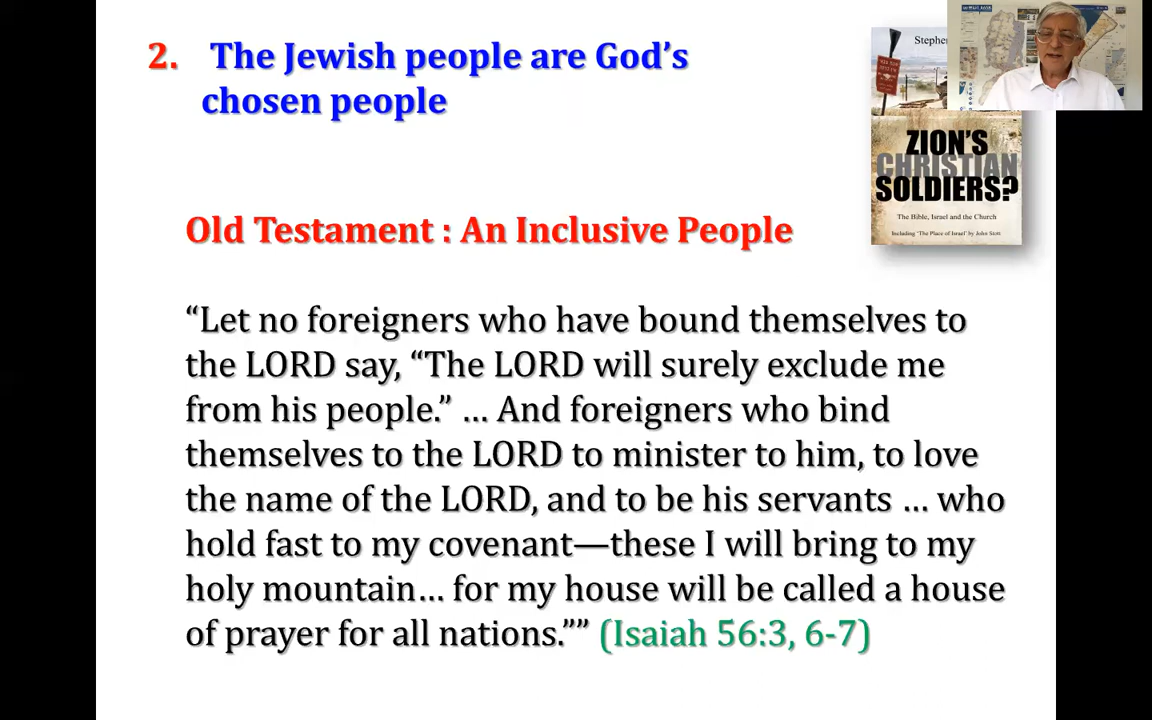 2. The Jewish people are God's
chosen people
Stephen
ZION'S
CHRISTIAN
SOLDIERS?
The Bible, Israel and the Church
Including 'The Place of Israel' by John Stott
Old Testament : An Inclusive People
“Let no foreigners who have bound themselves to
the LORD say, “The LORD will surely exclude me
from his people.” … And foreigners who bind
themselves to the LORD to minister to him, to love
the name of the LORD, and to be his servants … who
hold fast to my covenant—these I will bring to my
holy mountain… for my house will be called a house
of prayer for all nations.”” (Isaiah 56:3, 6-7)